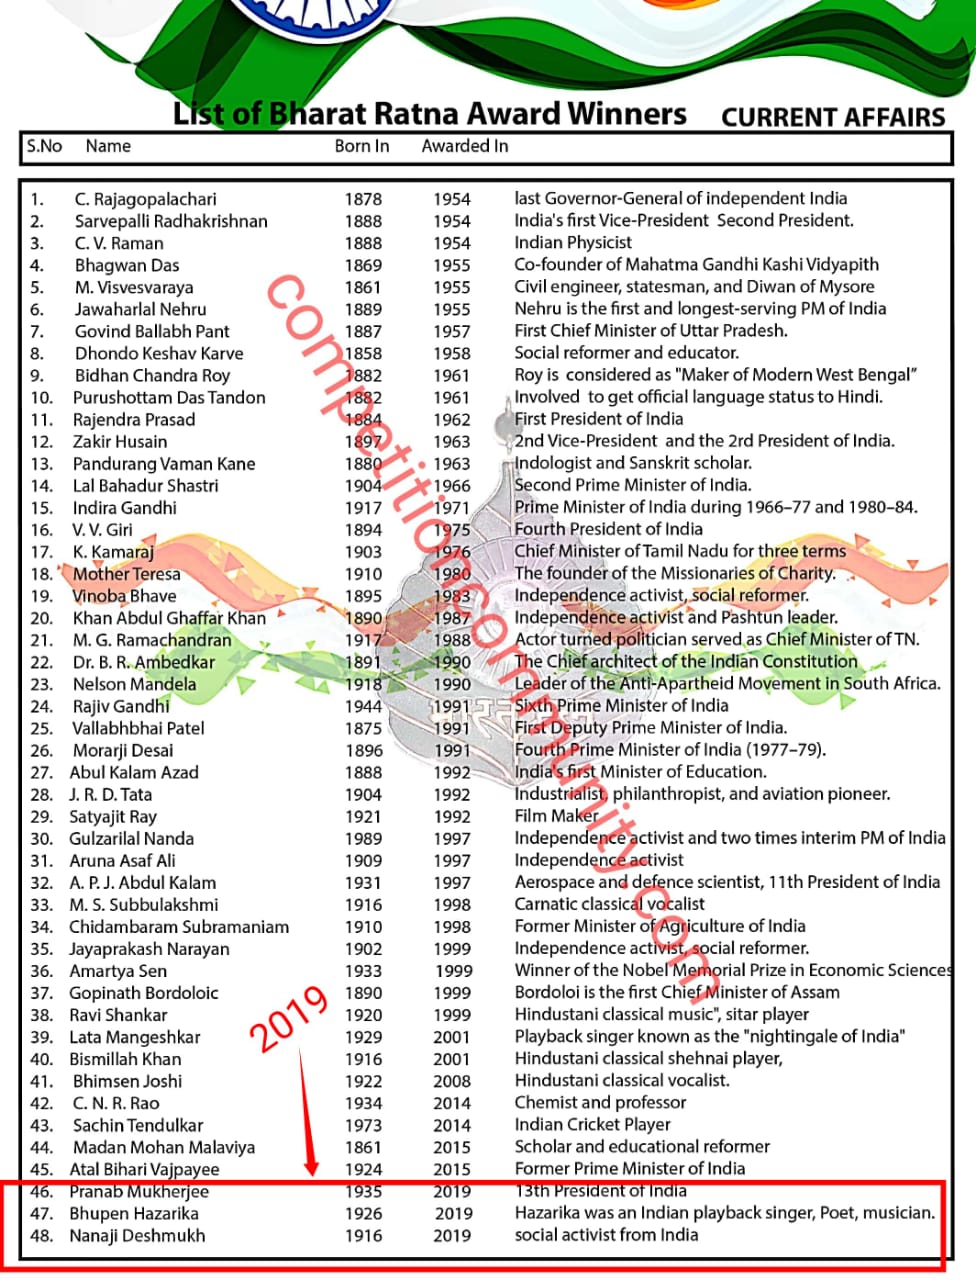 List of Bharat Ratna Award Winners CURRENT AFFAIRS
S.No Name Born In Awarded In
1. C. Rajagopalachari 1878 1954 last Governor-General of independent India
2. Sarvepalli Radhakrishnan 1888 1954 India's first Vice-President Second President.
3. C. V. Raman 1888 1954 Indian Physicist
4. Bhagwan Das 1869 1955 Co-founder of Mahatma Gandhi Kashi Vidyapith
5. M. Visvesvaraya 1861 1955 Civil engineer, statesman, and Diwan of Mysore
6. Jawaharlal Nehru 1889 1955 Nehru is the first and longest-serving PM of India
7. Govind Ballabh Pant 1887 1957 First Chief Minister of Uttar Pradesh.
8. Dhondo Keshav Karve 1858 1958 Social reformer and educator.
9. Bidhan Chandra Roy 1882 1961 Roy is considered as "Maker of Modern West Bengal”
10. Purushottam Das Tandon 1882 1961 Involved to get official language status to Hindi.
11. Rajendra Prasad 1884 1962 First President of India
12. Zakir Husain 1897 1963 2nd Vice-President and the 2rd President of India.
13. Pandurang Vaman Kane 1880 1963 Indologist and Sanskrit scholar.
14. Lal Bahadur Shastri 1904 1966 Second Prime Minister of India.
15. Indira Gandhi 1917 1971 Prime Minister of India during 1966–77 and 1980–84.
16. V. V. Giri 1894 1975 Fourth President of India
17. K. Kamaraj 1903 1976 Chief Minister of Tamil Nadu for three terms
18. Mother Teresa 1910 1980 The founder of the Missionaries of Charity.
19. Vinoba Bhave 1895 1983 Independence activist, social reformer.
20. Khan Abdul Ghaffar Khan 1890 1987 Independence activist and Pashtun leader.
21. M. G. Ramachandran 1917 1988 Actor turned politician served as Chief Minister of TN.
22. Dr. B. R. Ambedkar 1891 1990 The Chief architect of the Indian Constitution
23. Nelson Mandela 1918 1990 Leader of the Anti-Apartheid Movement in South Africa.
24. Rajiv Gandhi 1944 1991 Sixth Prime Minister of India
25. Vallabhbhai Patel 1875 1991 First Deputy Prime Minister of India.
26. Morarji Desai 1896 1991 Fourth Prime Minister of India (1977–79).
27. Abul Kalam Azad 1888 1992 India's first Minister of Education.
28. J. R. D. Tata 1904 1992 Industrialist, philanthropist, and aviation pioneer.
29. Satyajit Ray 1921 1992 Film Maker
30. Gulzarilal Nanda 1989 1997 Independence activist and two times interim PM of India
31. Aruna Asaf Ali 1909 1997 Independence activist
32. A. P. J. Abdul Kalam 1931 1997 Aerospace and defence scientist, 11th President of India
33. M. S. Subbulakshmi 1916 1998 Carnatic classical vocalist
34. Chidambaram Subramaniam 1910 1998 Former Minister of Agriculture of India
35. Jayaprakash Narayan 1902 1999 Independence activist, social reformer.
36. Amartya Sen 1933 1999 Winner of the Nobel Memorial Prize in Economic Sciences
37. Gopinath Bordoloic 1890 1999 Bordoloi is the first Chief Minister of Assam
38. Ravi Shankar 1920 1999 Hindustani classical music", sitar player
39. Lata Mangeshkar 1929 2001 Playback singer known as the "nightingale of India"
40. Bismillah Khan 1916 2001 Hindustani classical shehnai player,
41. Bhimsen Joshi 1922 2008 Hindustani classical vocalist.
42. C. N. R. Rao 1934 2014 Chemist and professor
43. Sachin Tendulkar 1973 2014 Indian Cricket Player
44. Madan Mohan Malaviya 1861 2015 Scholar and educational reformer
45. Atal Bihari Vajpayee 1924 2015 Former Prime Minister of India
46. Pranab Mukherjee 1935 2019 13th President of India
47. Bhupen Hazarika 1926 2019 Hazarika was an Indian playback singer, Poet, musician.
48. Nanaji Deshmukh 1916 2019 social activist from India
competitioncommunity.com
2019
भारत रत्न